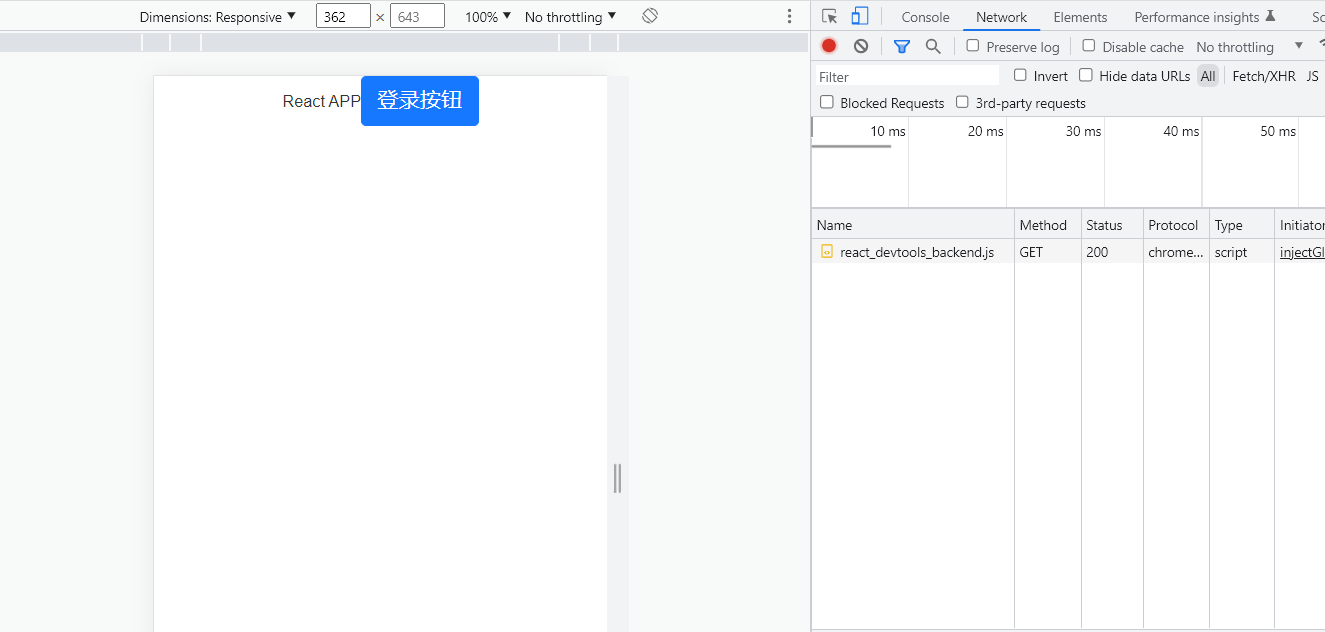 Dimensions: Responsive ▼ 362 × 643 100% ▼ No throttling ▼
React APP 登录按钮
Console Network Elements Performance insights
Preserve log Disable cache No throttling ▼
Filter Invert Hide data URLs All Fetch/XHR JS
Blocked Requests 3rd-party requests
10 ms 20 ms 30 ms 40 ms 50 ms
Name Method Status Protocol Type Initiator
react_devtools_backend.js GET 200 chrome... script injectGl